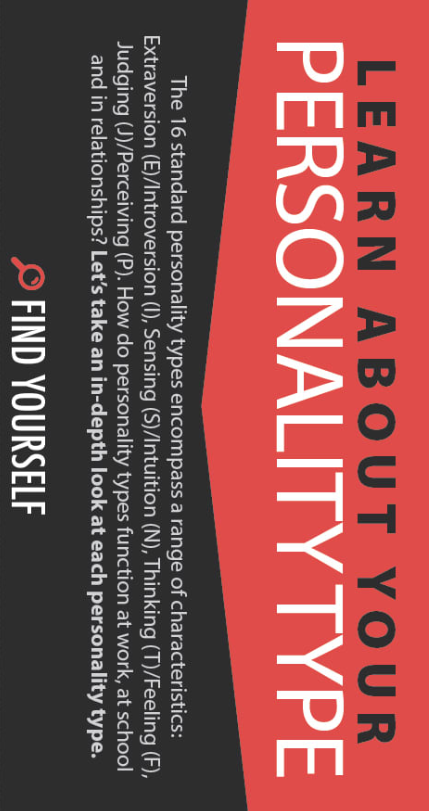 LEARN ABOUT YOUR
PERSONALITY TYPE
The 16 standard personality types encompass a range of characteristics:
Extraversion (E)/Introversion (I), Sensing (S)/Intuition (N), Thinking (T)/Feeling (F),
Judging (J)/Perceiving (P). How do personality types function at work, at school
and in relationships? Let's take an in-depth look at each personality type.
FIND YOURSELF